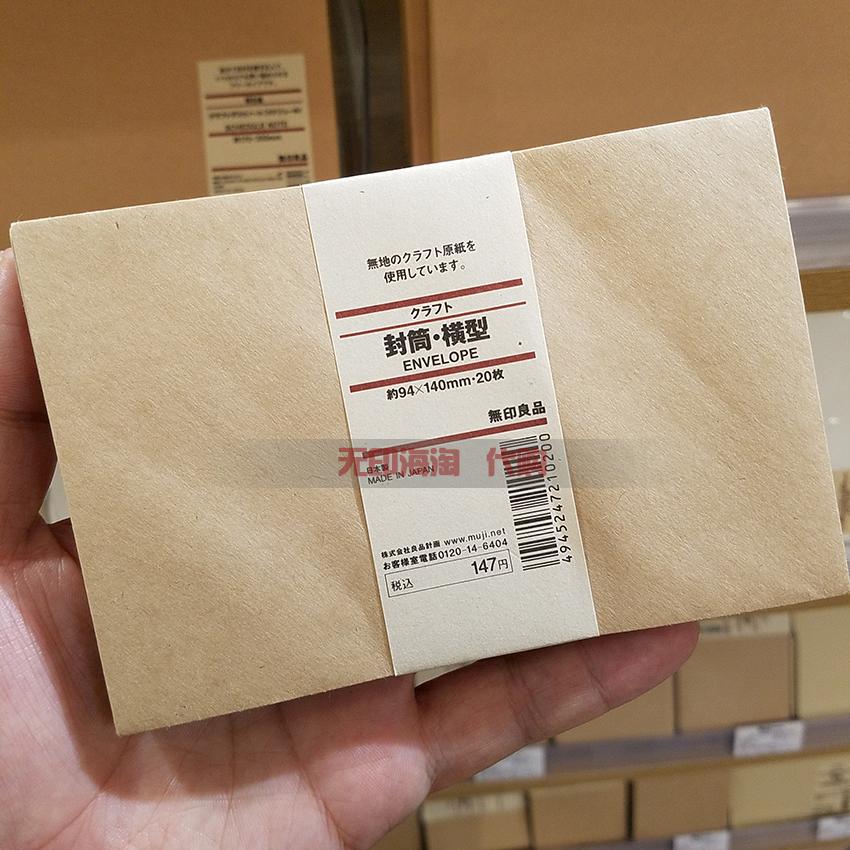 無地のクラフト原紙を
使用しています。
クラフト
封筒・横型
ENVELOPE
約94×140mm・20枚
無印良品
无印海淘 代购
日本製
MADE IN JAPAN
4945247210200
株式会社良品計画 www.muji.net
お客様室電話0120-14-6404
税込 147円
無印良品